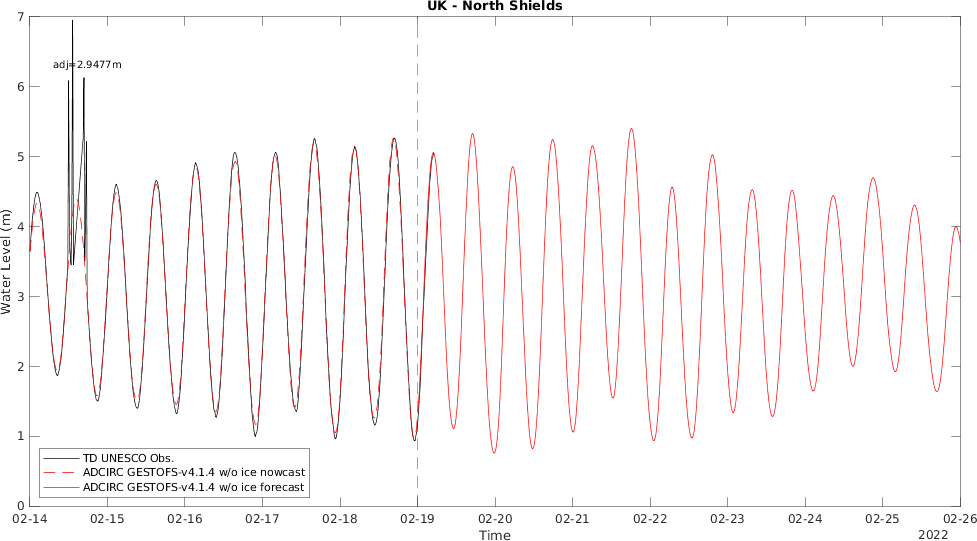 UK - North Shields
adj=2.9477m
Water Level (m)
7
6
5
4
3
2
1
0
TD UNESCO Obs.
ADCIRC GESTOFS-v4.1.4 w/o ice nowcast
ADCIRC GESTOFS-v4.1.4 w/o ice forecast
02-14 02-15 02-16 02-17 02-18 02-19 02-20 02-21 02-22 02-23 02-24 02-25 02-26
Time
2022